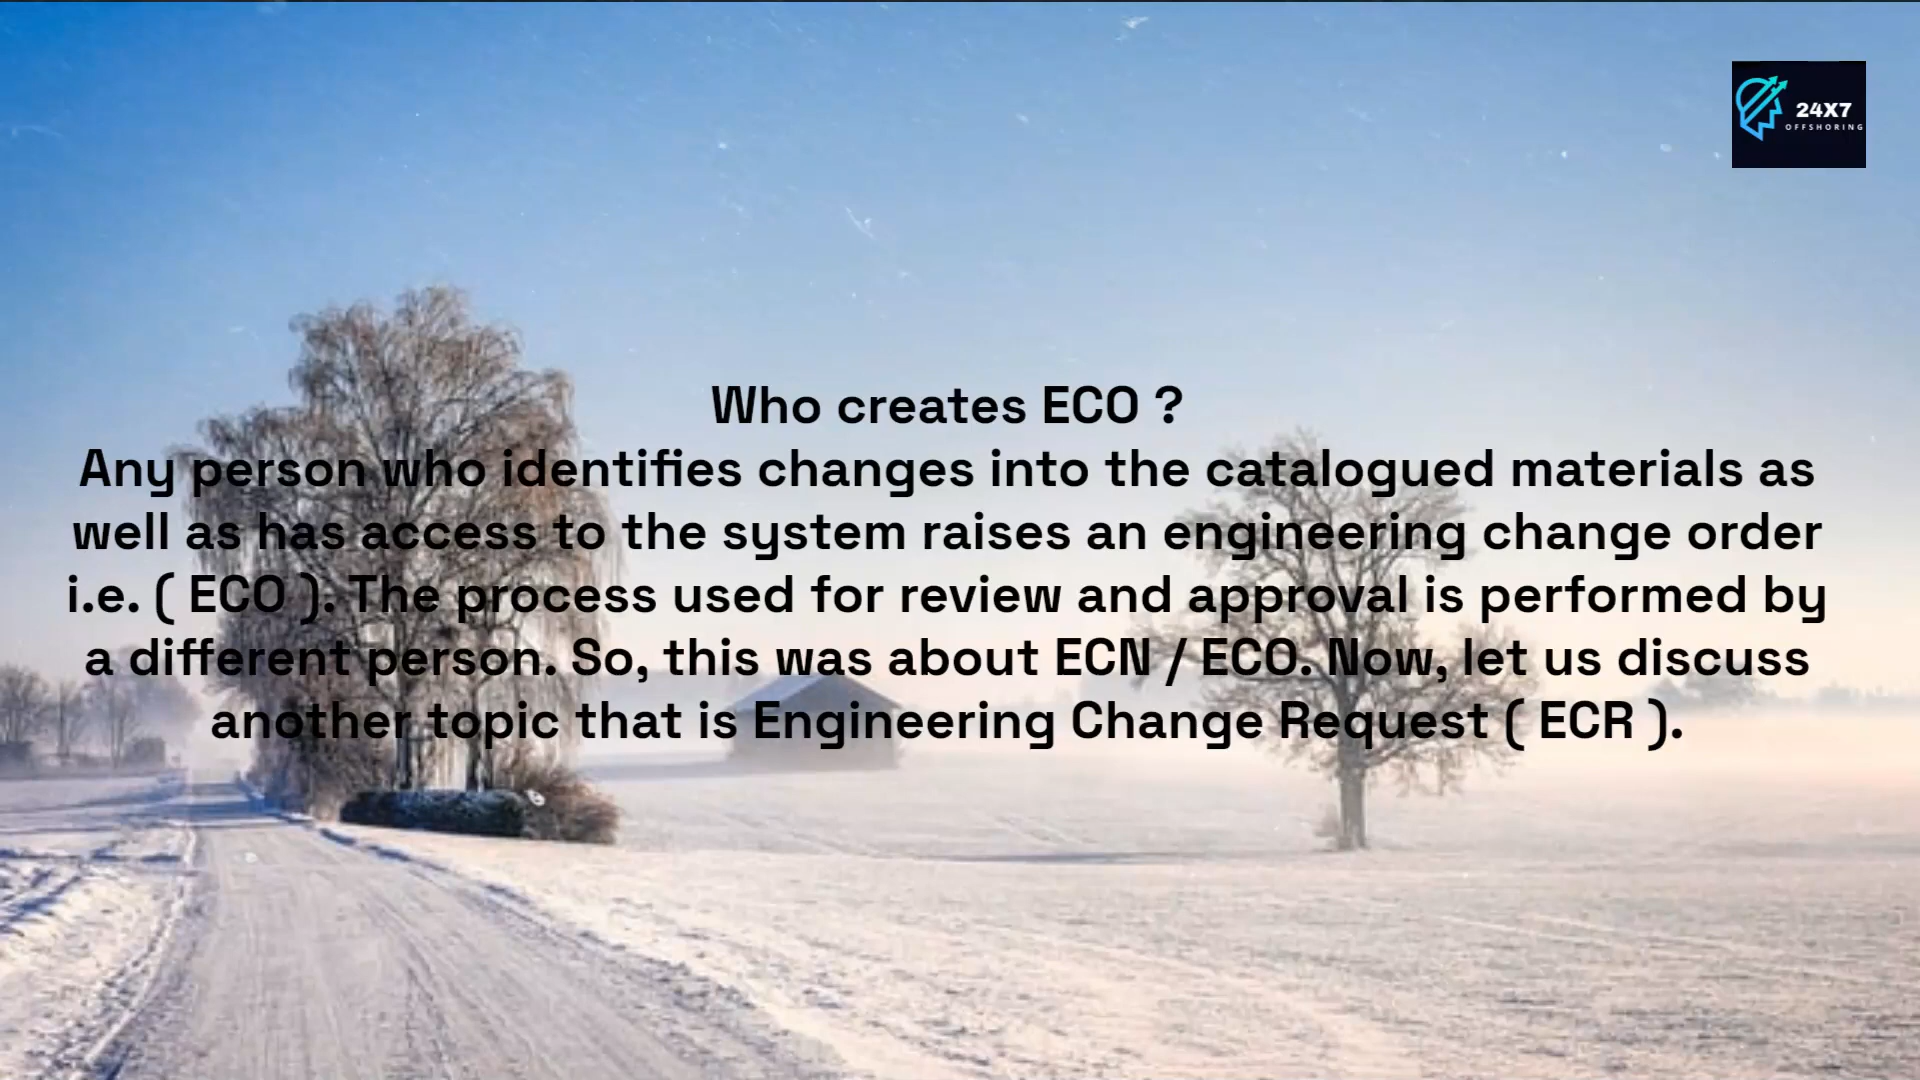 24X7
OFFSHORING
Who creates ECO ?
Any person who identifies changes into the catalogued materials as
well as has access to the system raises an engineering change order
i.e. ( ECO ). The process used for review and approval is performed by
a different person. So, this was about ECN / ECO. Now, let us discuss
another topic that is Engineering Change Request ( ECR ).